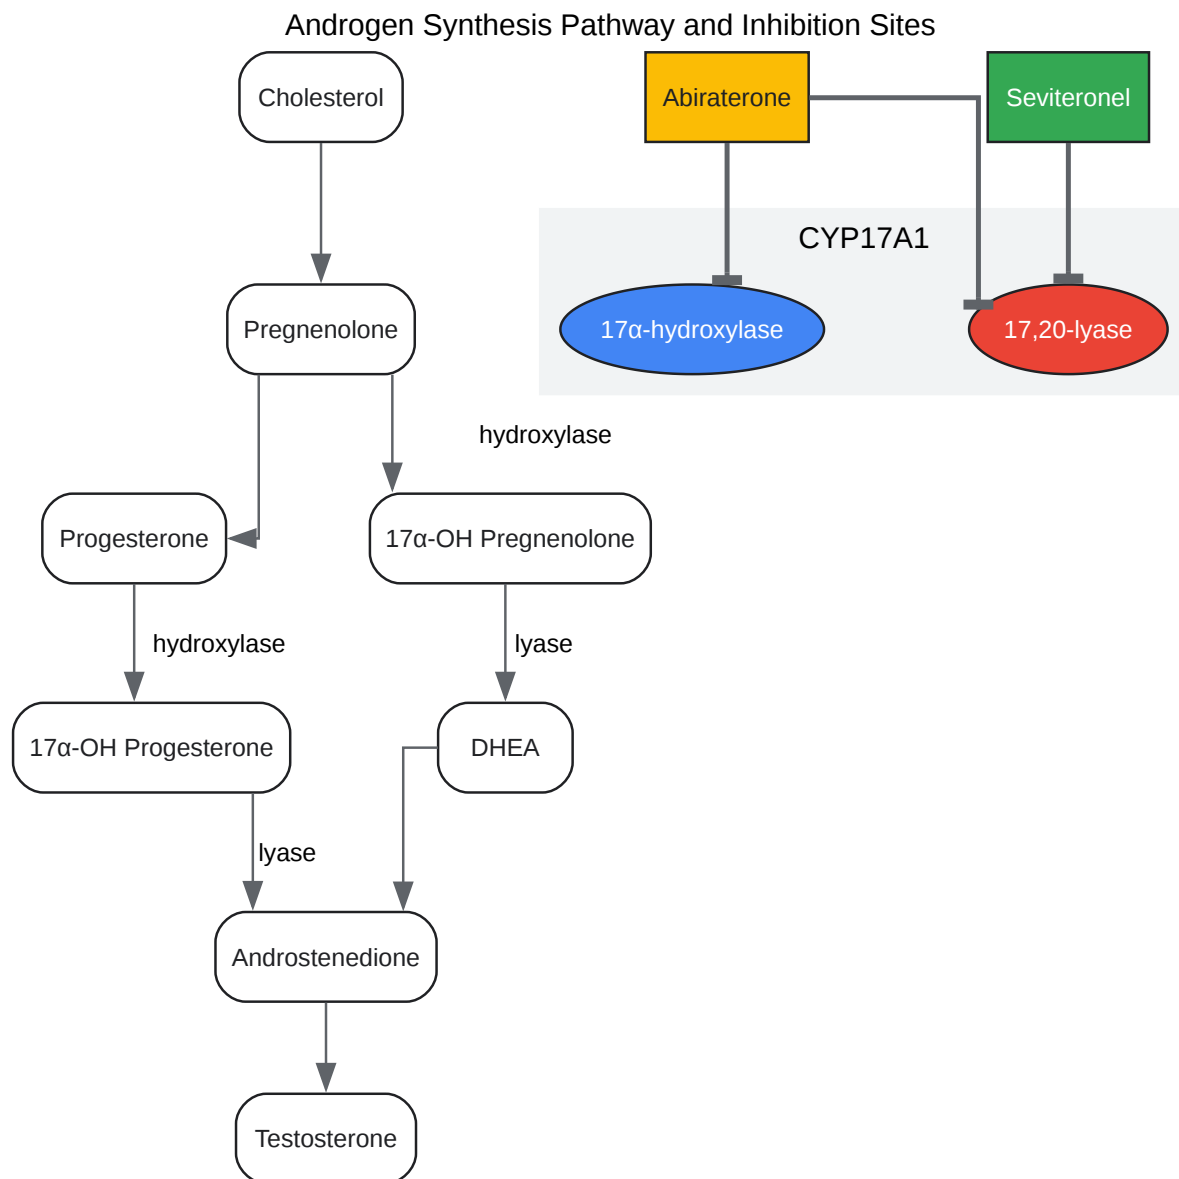 Androgen Synthesis Pathway and Inhibition Sites
Cholesterol
Abiraterone
Seviteronel
CYP17A1
Pregnenolone
17α-hydroxylase
17,20-lyase
hydroxylase
Progesterone
17α-OH Pregnenolone
hydroxylase
lyase
17α-OH Progesterone
DHEA
lyase
Androstenedione
Testosterone